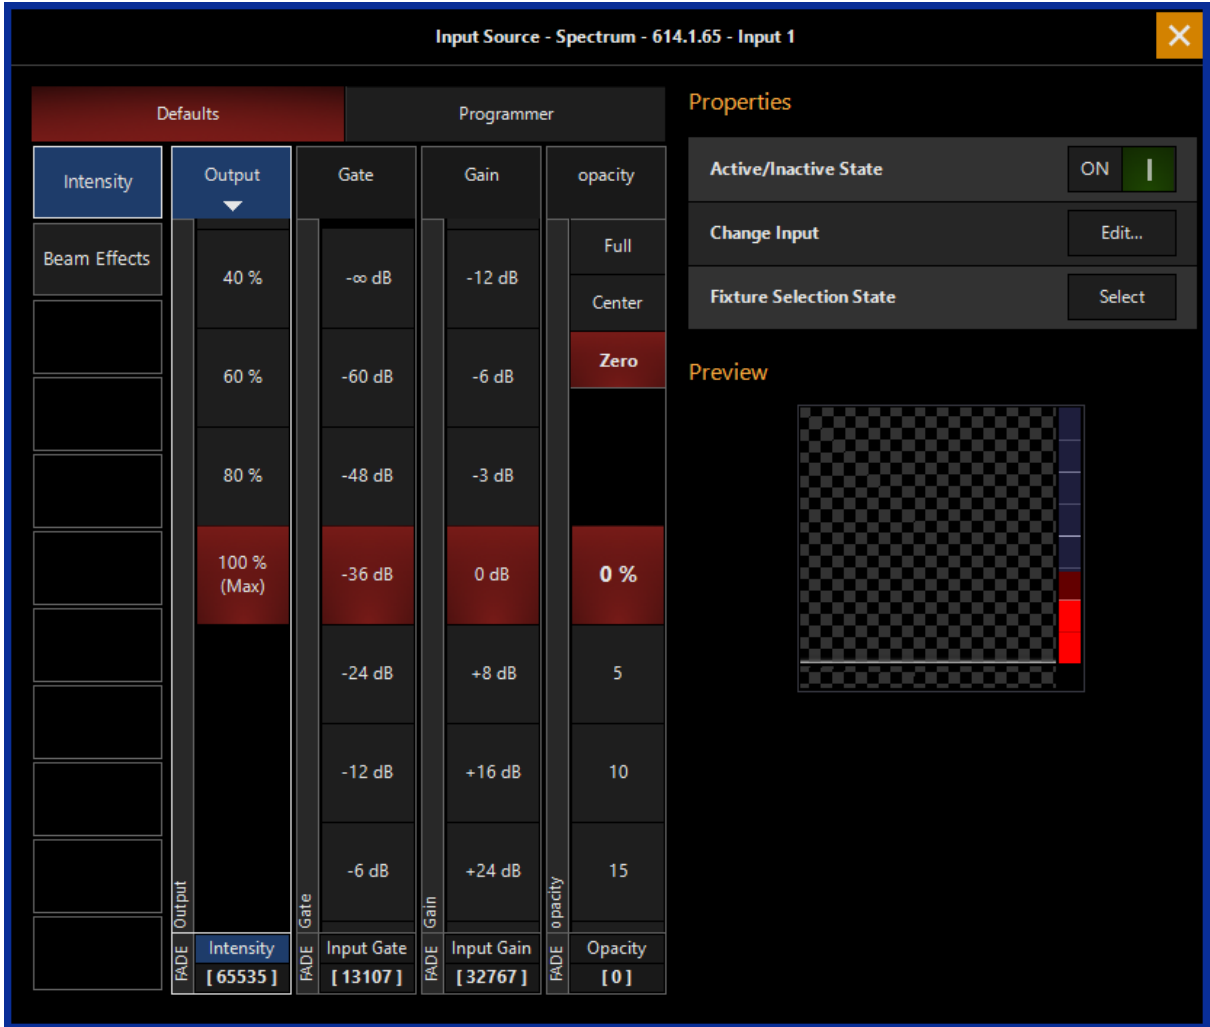 Input Source - Spectrum - 614.1.65 - Input 1
Defaults
Programmer
Intensity
Beam Effects
Output
40 %
60 %
80 %
100 %
(Max)
Output
FADE
Intensity
[ 65535 ]
Gate
-∞ dB
-60 dB
-48 dB
-36 dB
-24 dB
-12 dB
-6 dB
Gate
FADE
Input Gate
[ 13107 ]
Gain
-12 dB
-6 dB
-3 dB
0 dB
+8 dB
+16 dB
+24 dB
Gain
FADE
Input Gain
[ 32767 ]
opacity
Full
Center
Zero
0 %
5
10
15
opacity
FADE
Opacity
[ 0 ]
Properties
Active/Inactive State
ON
Change Input
Edit...
Fixture Selection State
Select
Preview